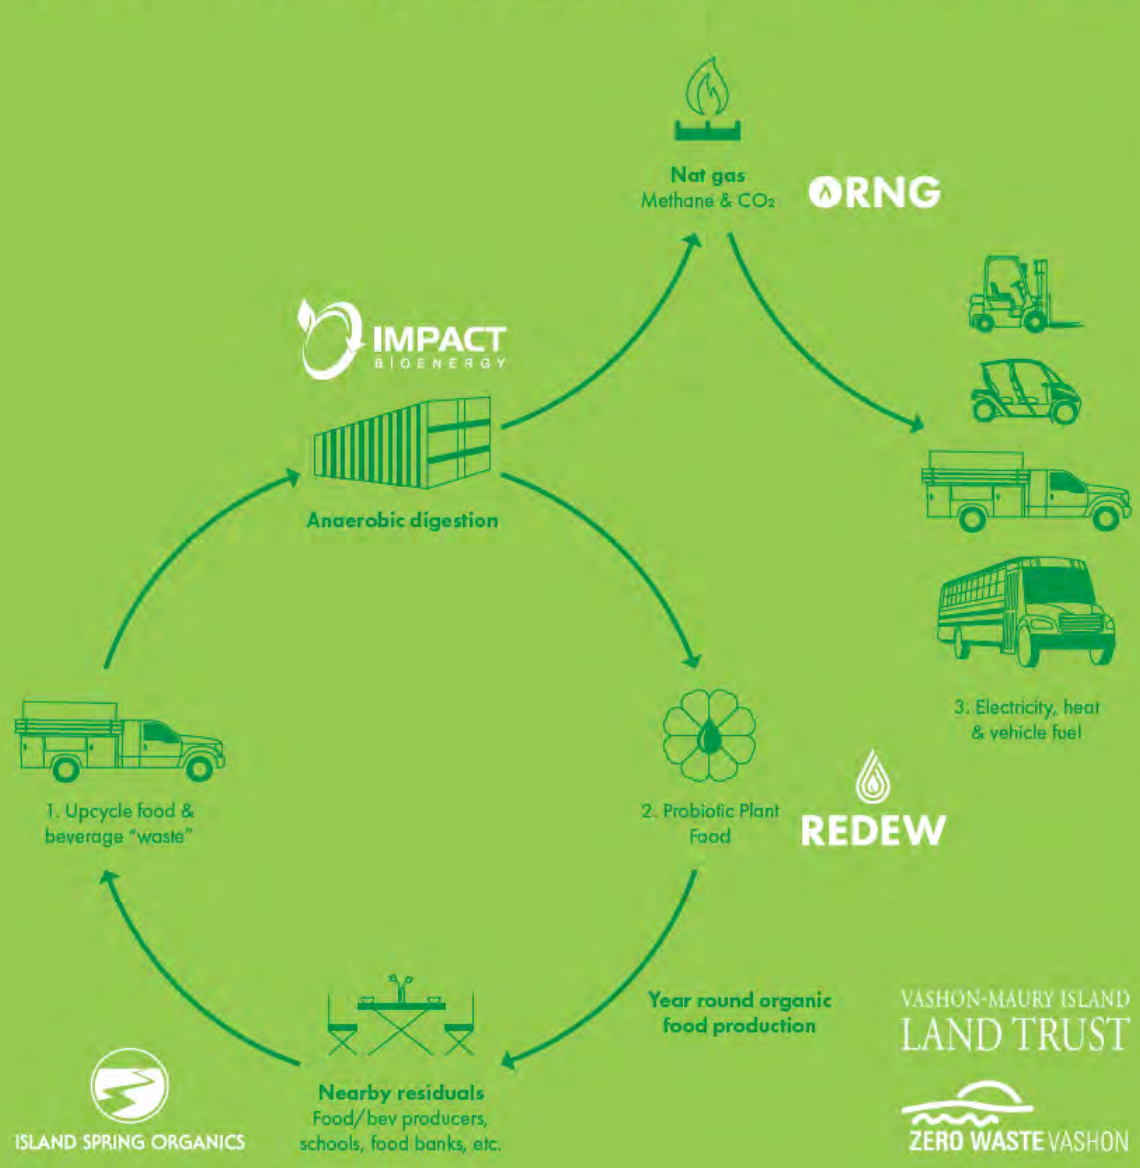 Nat gas
Methane & CO₂
RNG
IMPACT
BIOENERGY
Anaerobic digestion
3. Electricity, heat
& vehicle fuel
1. Upcycle food &
beverage “waste”
2. Probiotic Plant
Food
REDEW
Year round organic
food production
Nearby residuals
Food/bev producers,
schools, food banks, etc.
ISLAND SPRING ORGANICS
VASHON-MAURY ISLAND
LAND TRUST
ZERO WASTE VASHON